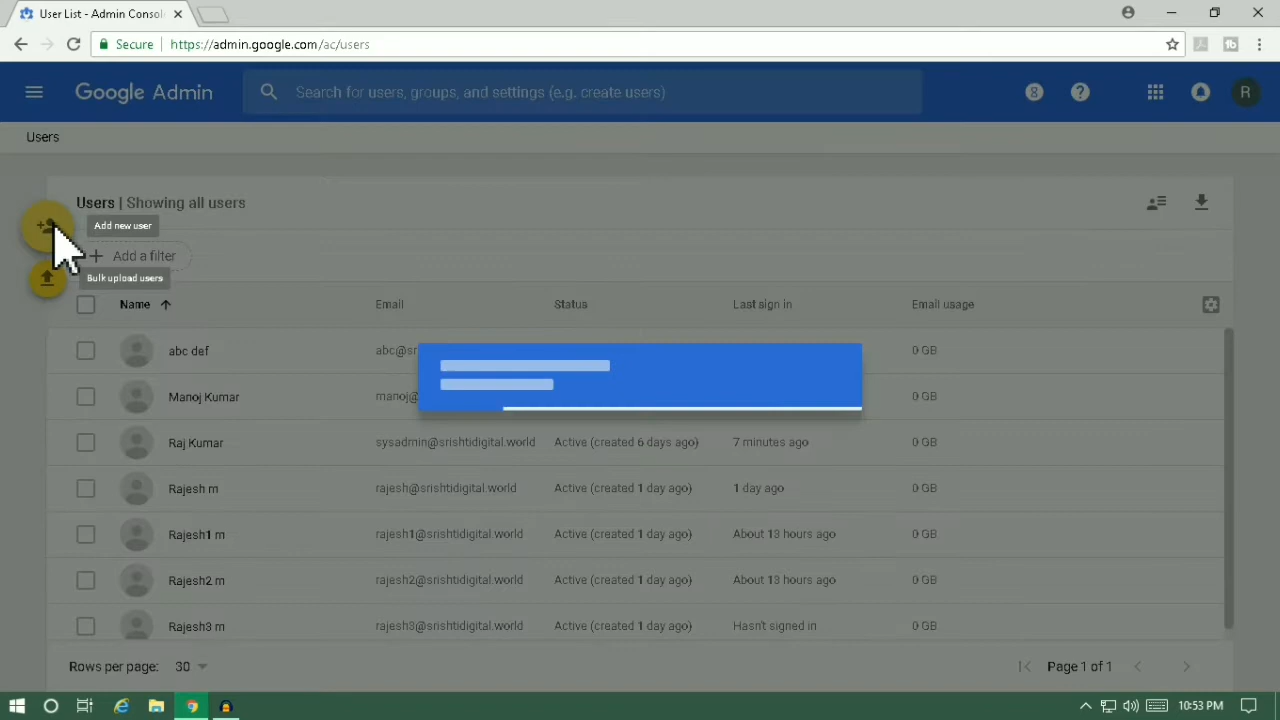 User List - Admin Consol
Secure
https://admin.google.com/ac/users
Google Admin
Search for users, groups, and settings (e.g. create users)
8
R
Users
Users | Showing all users
Add new user
Add a filter
Bulk upload users
Name Email Status Last sign in Email usage
abc def abc@sr 0 GB
Manoj Kumar manoj@ 0 GB
Raj Kumar sysadmin@srishtidigital.world Active (created 6 days ago) 7 minutes ago 0 GB
Rajesh m rajesh@srishtidigital.world Active (created 1 day ago) 1 day ago 0 GB
Rajesh1 m rajesh1@srishtidigital.world Active (created 1 day ago) About 13 hours ago 0 GB
Rajesh2 m rajesh2@srishtidigital.world Active (created 1 day ago) About 13 hours ago 0 GB
Rajesh3 m rajesh3@srishtidigital.world Active (created 1 day ago) Hasn't signed in 0 GB
Rows per page: 30 Page 1 of 1
10:53 PM